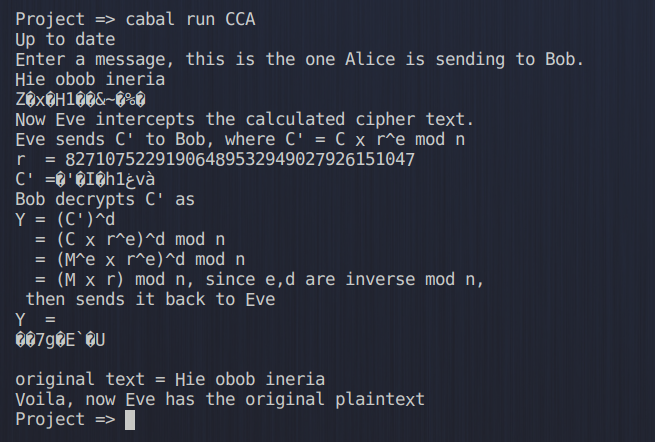 Project => cabal run CCA
Up to date
Enter a message, this is the one Alice is sending to Bob.
Hie obob ineria
Z�x�H1��&~�%�
Now Eve intercepts the calculated cipher text.
Eve sends C' to Bob, where C' = C x r^e mod n
r  = 82710752291906489532949027926151047
C' =�'�I�h1غvà
Bob decrypts C' as
Y = (C')^d
  = (C x r^e)^d mod n
  = (M^e x r^e)^d mod n
  = (M x r) mod n, since e,d are inverse mod n,
 then sends it back to Eve
Y  =
��7g�E`�U
original text = Hie obob ineria
Voila, now Eve has the original plaintext
Project =>